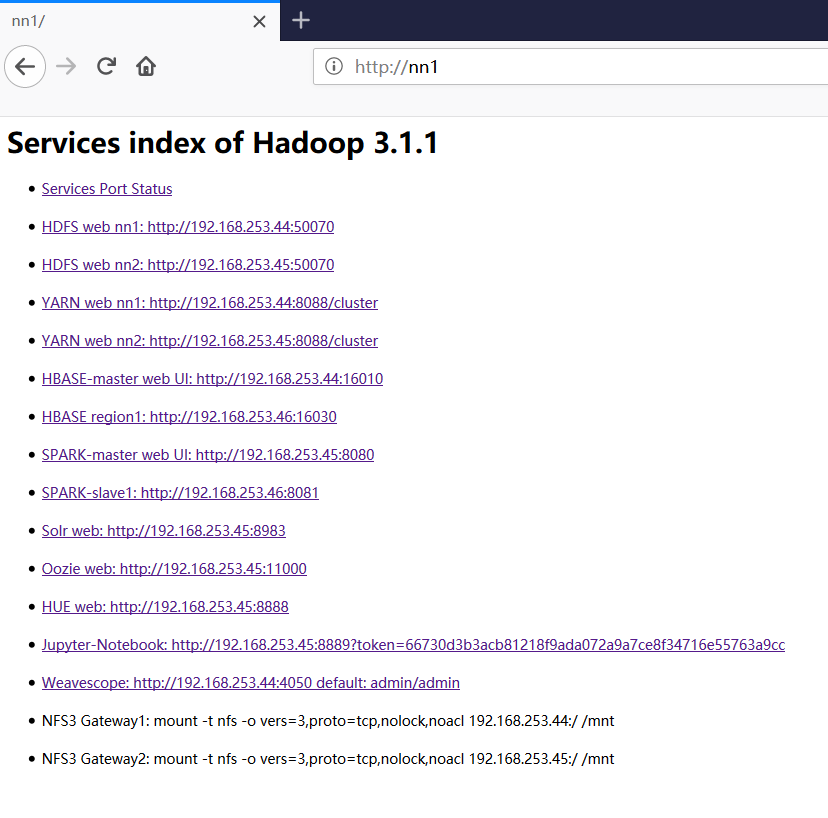 nn1/
http://nn1
Services index of Hadoop 3.1.1
Services Port Status
HDFS web nn1: http://192.168.253.44:50070
HDFS web nn2: http://192.168.253.45:50070
YARN web nn1: http://192.168.253.44:8088/cluster
YARN web nn2: http://192.168.253.45:8088/cluster
HBASE-master web UI: http://192.168.253.44:16010
HBASE region1: http://192.168.253.46:16030
SPARK-master web UI: http://192.168.253.45:8080
SPARK-slave1: http://192.168.253.46:8081
Solr web: http://192.168.253.45:8983
Oozie web: http://192.168.253.45:11000
HUE web: http://192.168.253.45:8888
Jupyter-Notebook: http://192.168.253.45:8889?token=66730d3b3acb81218f9ada072a9a7ce8f34716e55763a9cc
Weavescope: http://192.168.253.44:4050 default: admin/admin
NFS3 Gateway1: mount -t nfs -o vers=3,proto=tcp,nolock,noacl 192.168.253.44:/ /mnt
NFS3 Gateway2: mount -t nfs -o vers=3,proto=tcp,nolock,noacl 192.168.253.45:/ /mnt